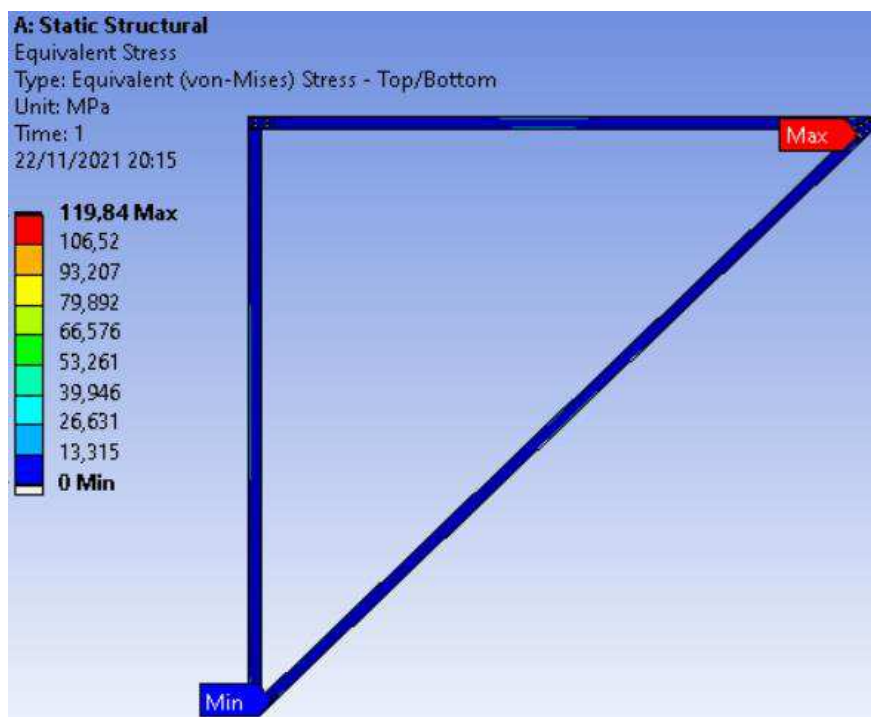 A: Static Structural
Equivalent Stress
Type: Equivalent (von-Mises) Stress - Top/Bottom
Unit: MPa
Time: 1
22/11/2021 20:15
119,84 Max
106,52
93,207
79,892
66,576
53,261
39,946
26,631
13,315
0 Min
Max
Min